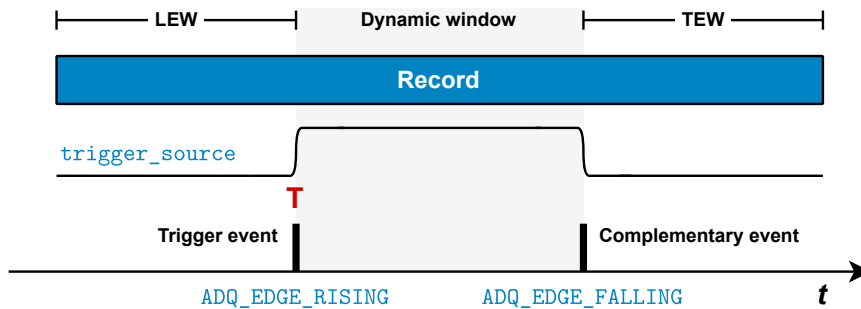 LEW Dynamic window TEW
Record
trigger_source
T
Trigger event Complementary event
ADQ_EDGE_RISING ADQ_EDGE_FALLING t